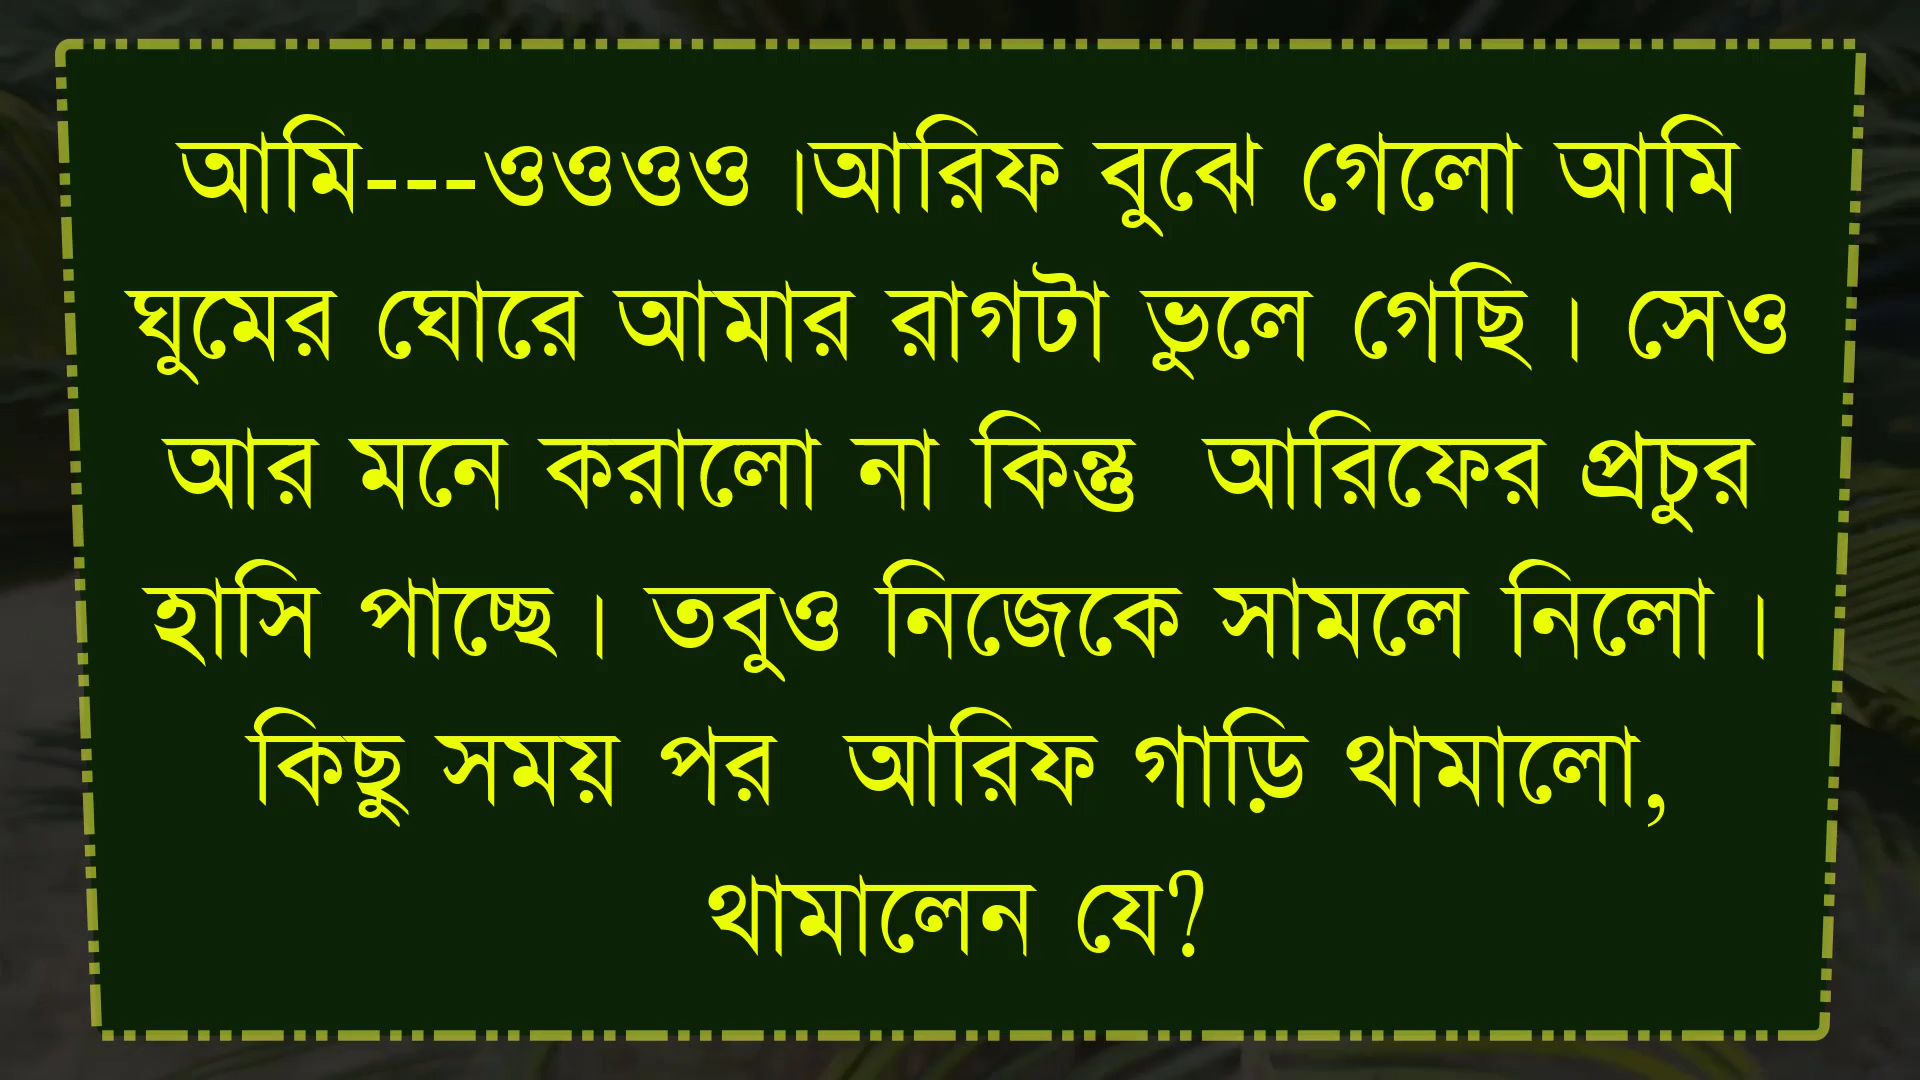 আমি---ওওওও ।আরিফ বুঝে গেলো আমি
ঘুমের ঘোরে আমার রাগটা ভুলে গেছি। সেও
আর মনে করালো না কিন্তু  আরিফের প্রচুর
হাসি পাচ্ছে। তবুও নিজেকে সামলে নিলো।
কিছু সময় পর  আরিফ গাড়ি থামালো,
থামালেন যে?